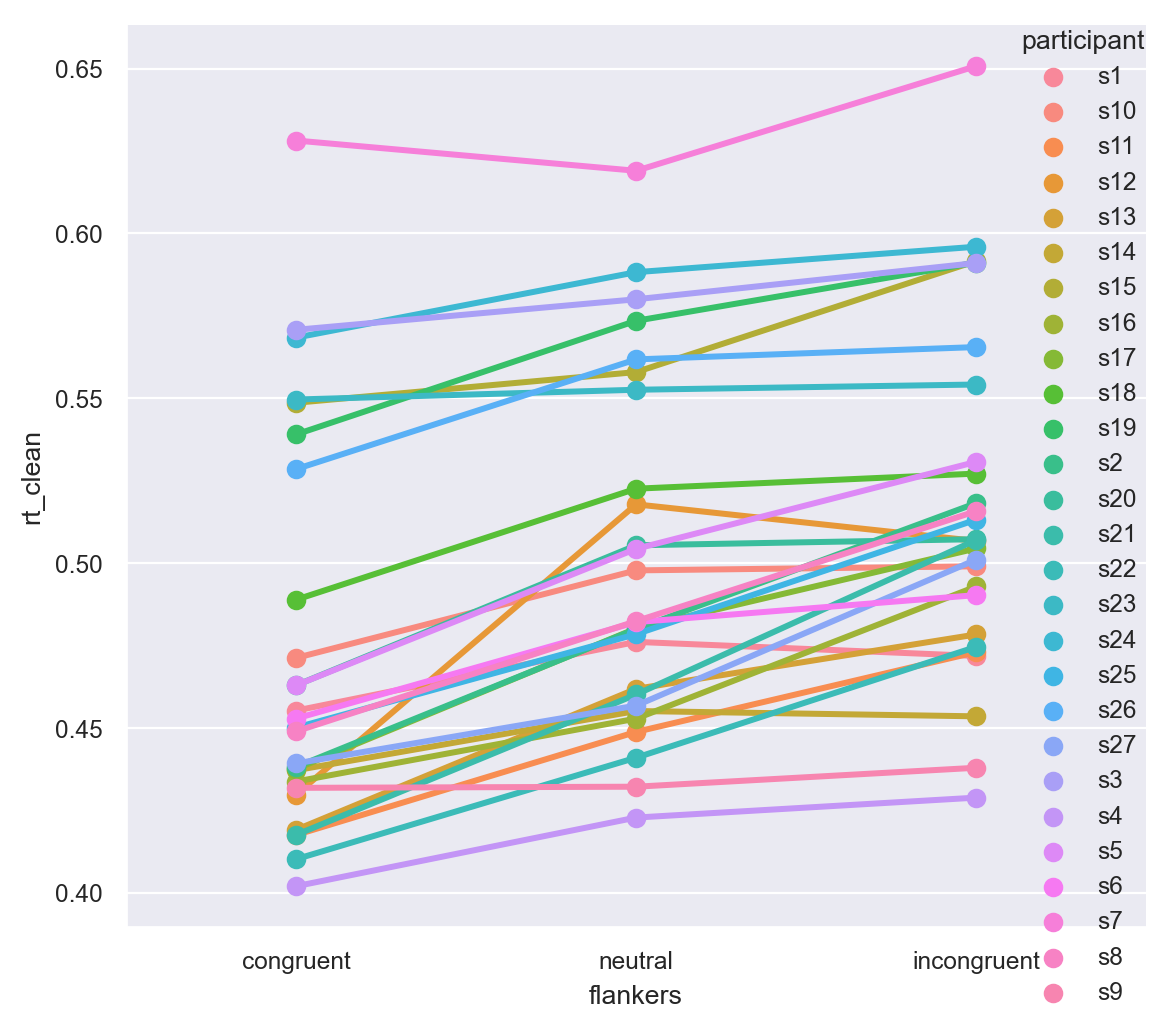 participant
s1
s10
s11
s12
s13
s14
s15
s16
s17
s18
s19
s2
s20
s21
s22
s23
s24
s25
s26
s27
s3
s4
s5
s6
s7
s8
s9
0.65
0.60
0.55
0.50
0.45
0.40
rt_clean
congruent neutral incongruent
flankers